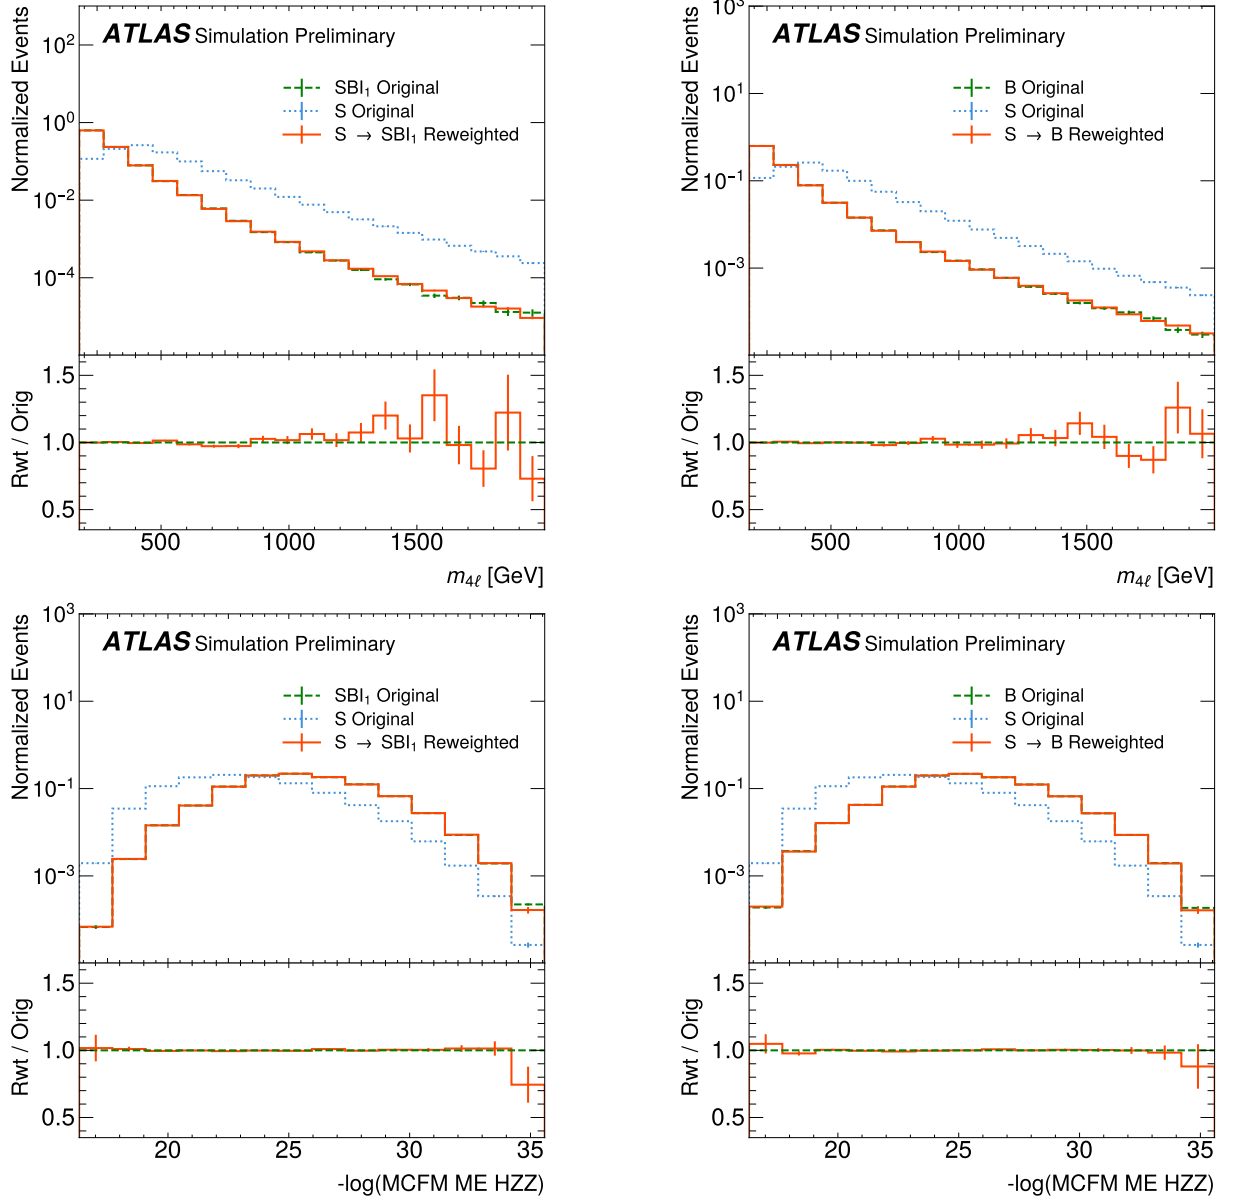 ATLAS Simulation Preliminary
Normalized Events
SBI₁ Original
S Original
S → SBI₁ Reweighted
10²
10⁰
10⁻²
10⁻⁴
Rwt / Orig
1.5
1.0
0.5
500 1000 1500
m₄ℓ [GeV]
ATLAS Simulation Preliminary
Normalized Events
B Original
S Original
S → B Reweighted
10³
10¹
10⁻¹
10⁻³
Rwt / Orig
1.5
1.0
0.5
500 1000 1500
m₄ℓ [GeV]
ATLAS Simulation Preliminary
Normalized Events
SBI₁ Original
S Original
S → SBI₁ Reweighted
10³
10¹
10⁻¹
10⁻³
Rwt / Orig
1.5
1.0
0.5
20 25 30 35
-log(MCFM ME HZZ)
ATLAS Simulation Preliminary
Normalized Events
B Original
S Original
S → B Reweighted
10³
10¹
10⁻¹
10⁻³
Rwt / Orig
1.5
1.0
0.5
20 25 30 35
-log(MCFM ME HZZ)